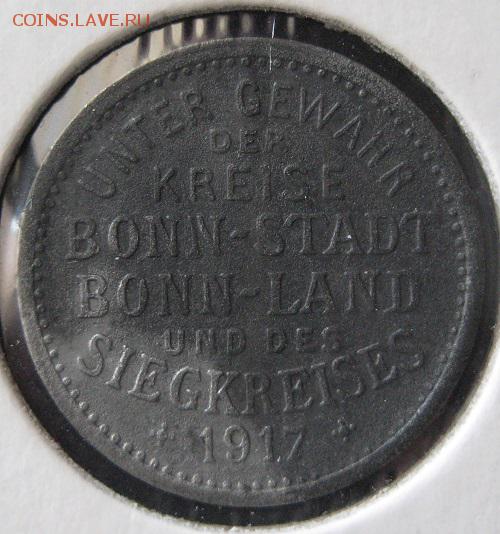 COINS.LAVE.RU
UNTER GEWÄHR
DER
KREISE
BONN-STADT
BONN-LAND
UND DES
SIEGKREISES
* 1917 *